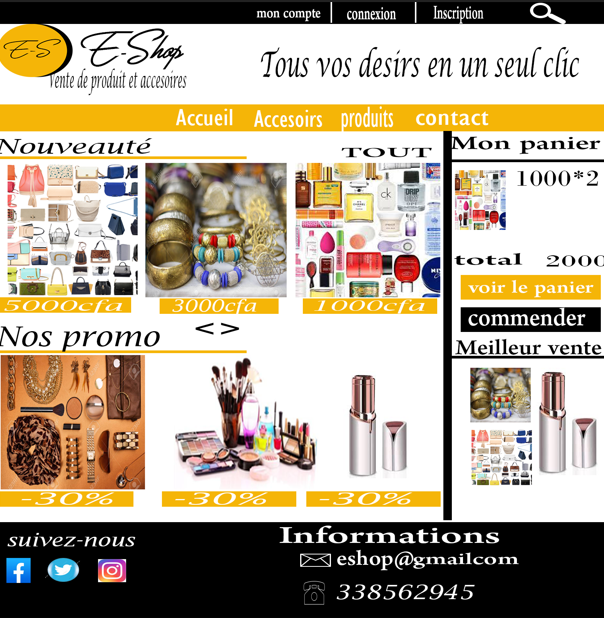 mon compte connexion Inscription
E-S E-Shop
Vente de produit et accesoires
Tous vos desirs en un seul clic
Accueil Accesoirs produits contact
Nouveauté TOUT
5000cfa 3000cfa 1000cfa
Nos promo < >
-30% -30% -30%
Mon panier
1000*2
total 2000
voir le panier
commender
Meilleur vente
suivez-nous
Informations
eshop@gmailcom
338562945